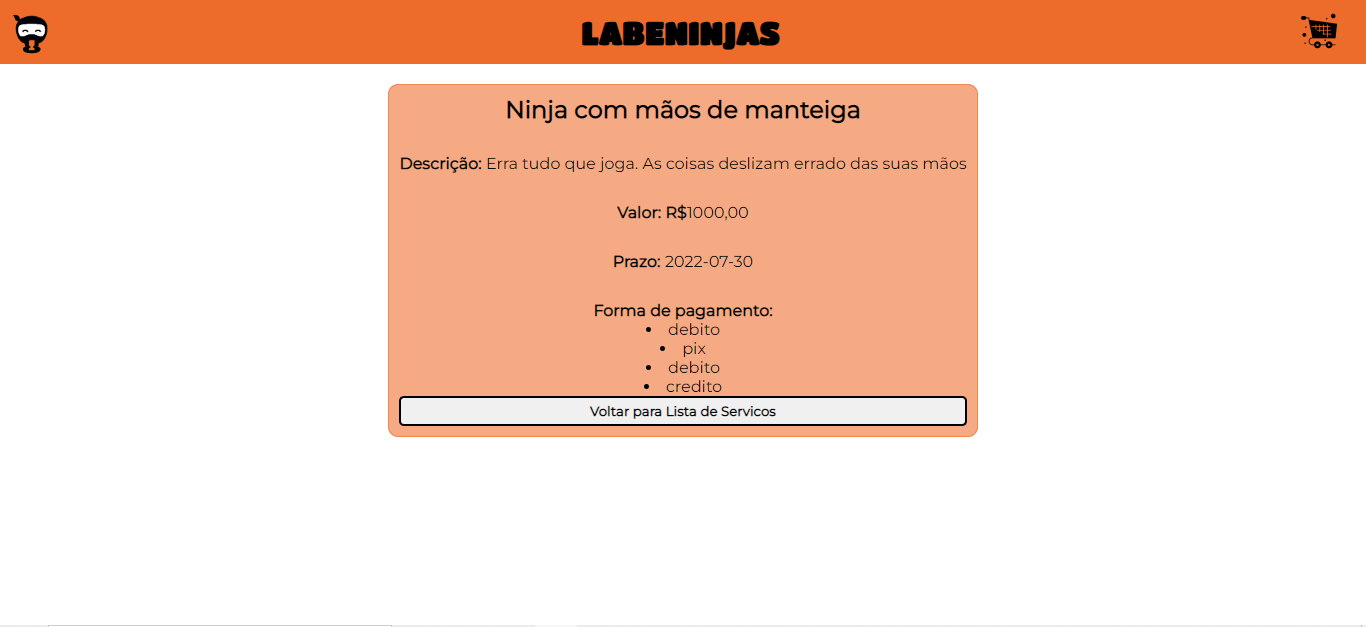 LABENINJAS
Ninja com mãos de manteiga
Descrição: Erra tudo que joga. As coisas deslizam errado das suas mãos
Valor: R$1000,00
Prazo: 2022-07-30
Forma de pagamento:
• debito
• pix
• debito
• credito
Voltar para Lista de Servicos